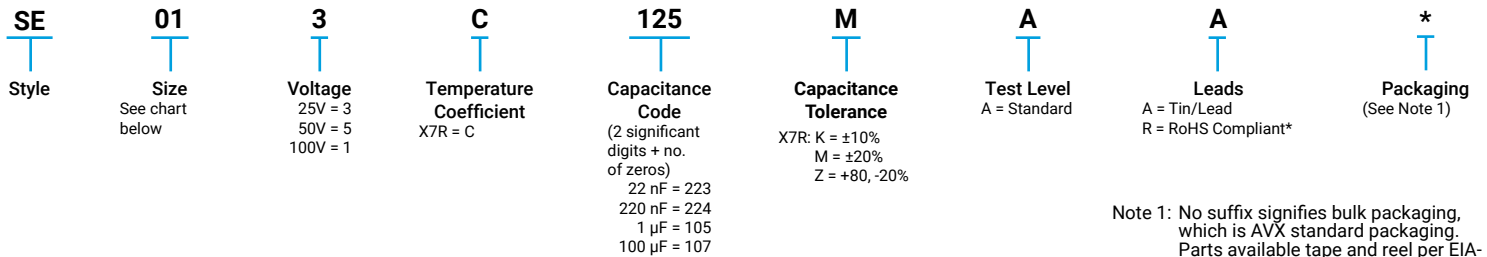 SE 01 3 C 125 M A A *
Style
Size
See chart
below
Voltage
25V = 3
50V = 5
100V = 1
Temperature
Coefficient
X7R = C
Capacitance
Code
(2 significant
digits + no.
of zeros)
22 nF = 223
220 nF = 224
1 µF = 105
100 µF = 107
Capacitance
Tolerance
X7R: K = ±10%
M = ±20%
Z = +80, -20%
Test Level
A = Standard
Leads
A = Tin/Lead
R = RoHS Compliant*
Packaging
(See Note 1)
Note 1: No suffix signifies bulk packaging,
which is AVX standard packaging.
Parts available tape and reel per EIA-